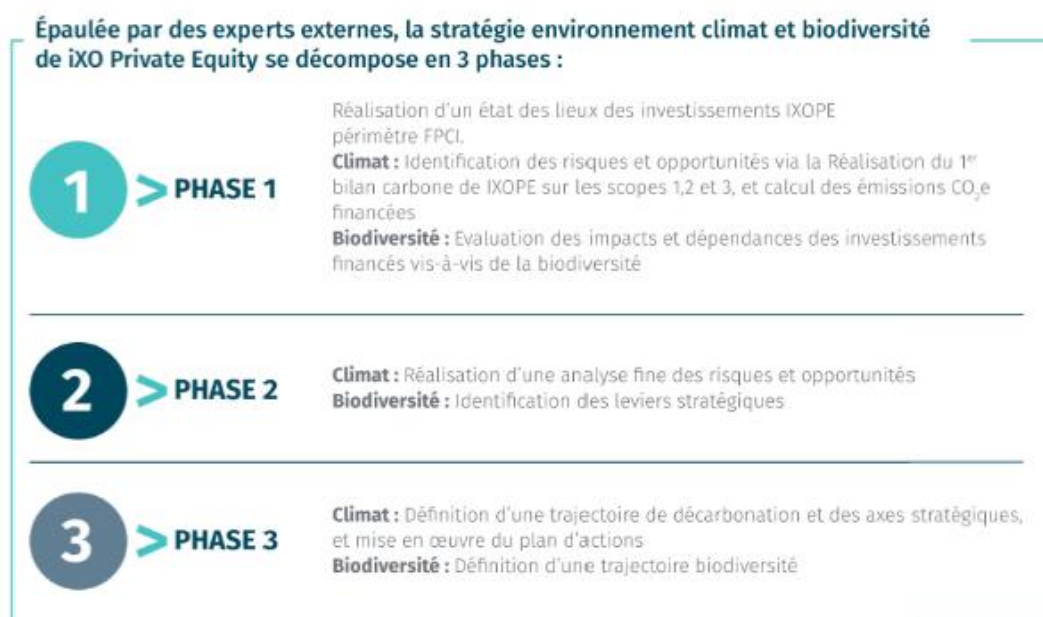 Épaulée par des experts externes, la stratégie environnement climat et biodiversité
de iXO Private Equity se décompose en 3 phases :
1 > PHASE 1
Réalisation d'un état des lieux des investissements IXOPE
périmètre FPCI.
Climat : Identification des risques et opportunités via la Réalisation du 1er
bilan carbone de IXOPE sur les scopes 1,2 et 3, et calcul des émissions CO₂e
financées
Biodiversité : Evaluation des impacts et dépendances des investissements
financés vis-à-vis de la biodiversité
2 > PHASE 2
Climat : Réalisation d'une analyse fine des risques et opportunités
Biodiversité : Identification des leviers stratégiques
3 > PHASE 3
Climat : Définition d'une trajectoire de décarbonation et des axes stratégiques,
et mise en œuvre du plan d'actions
Biodiversité : Définition d'une trajectoire biodiversité